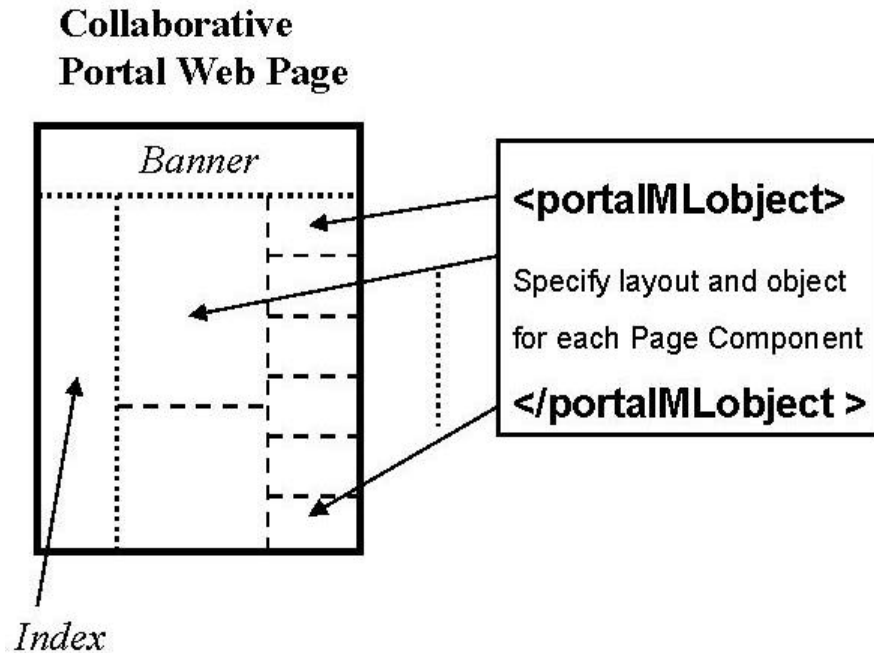 Collaborative
Portal Web Page
Banner
<portalMLobject>
Specify layout and object
for each Page Component
</portalMLobject >
Index